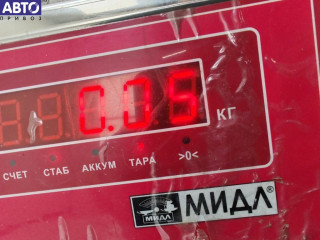 АВТО
ПРИВОЗ
0.06 КГ
СЧЕТ СТАБ АККУМ ТАРА >0<
МИДЛ МИДЛ®